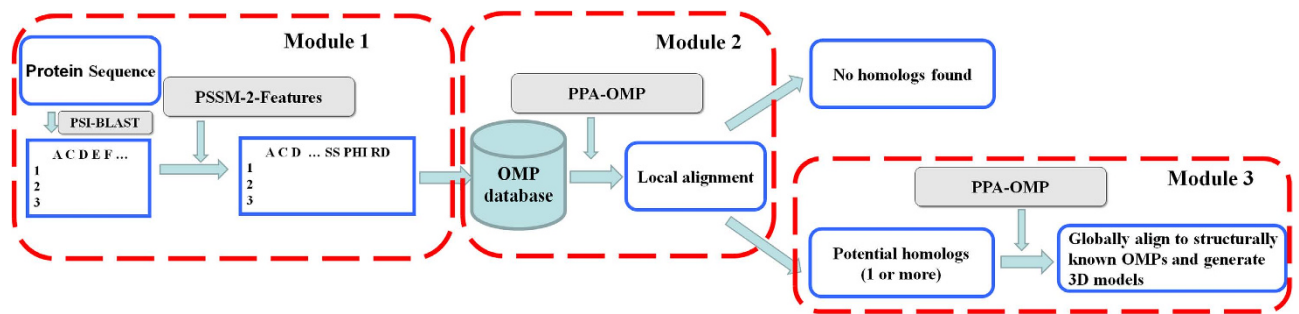 Module 1
Protein Sequence
PSSM-2-Features
PSI-BLAST
A C D E F ...
1
2
3
A C D ... SS PHI RD
1
2
3
Module 2
PPA-OMP
OMP
database
Local alignment
No homologs found
Module 3
PPA-OMP
Potential homologs
(1 or more)
Globally align to structurally
known OMPs and generate
3D models